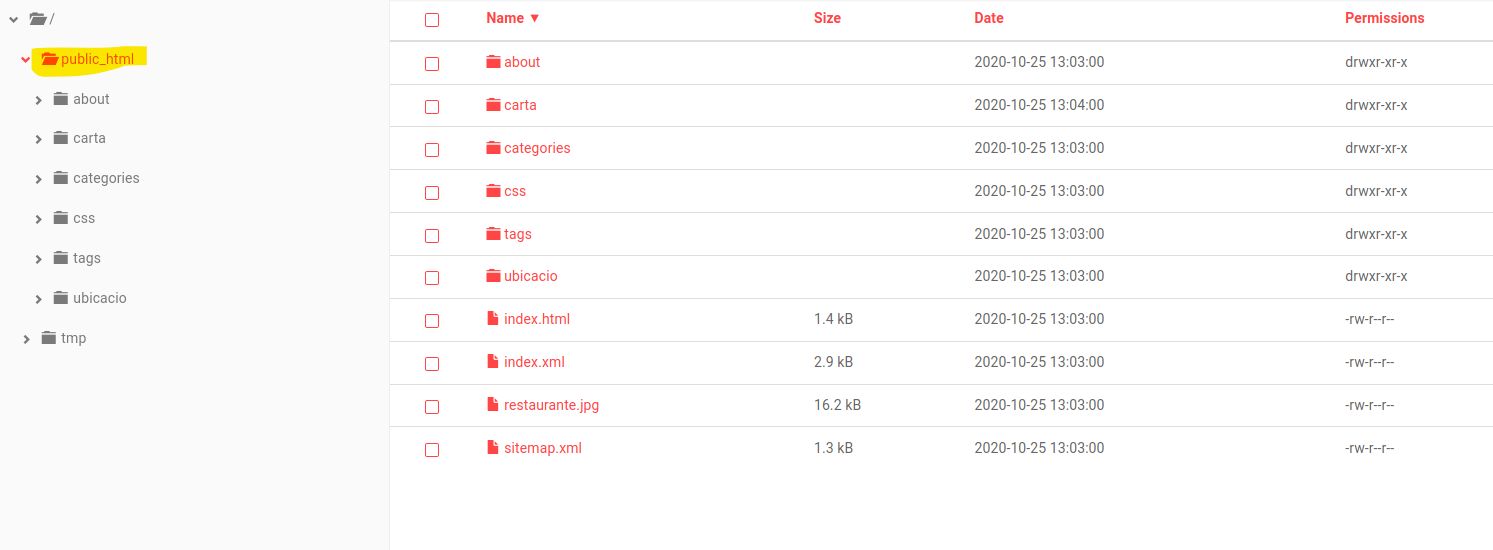 /
public_html
about
carta
categories
css
tags
ubicacio
tmp
Name ▼ Size Date Permissions
about 2020-10-25 13:03:00 drwxr-xr-x
carta 2020-10-25 13:04:00 drwxr-xr-x
categories 2020-10-25 13:03:00 drwxr-xr-x
css 2020-10-25 13:03:00 drwxr-xr-x
tags 2020-10-25 13:03:00 drwxr-xr-x
ubicacio 2020-10-25 13:03:00 drwxr-xr-x
index.html 1.4 kB 2020-10-25 13:03:00 -rw-r--r--
index.xml 2.9 kB 2020-10-25 13:03:00 -rw-r--r--
restaurante.jpg 16.2 kB 2020-10-25 13:03:00 -rw-r--r--
sitemap.xml 1.3 kB 2020-10-25 13:03:00 -rw-r--r--